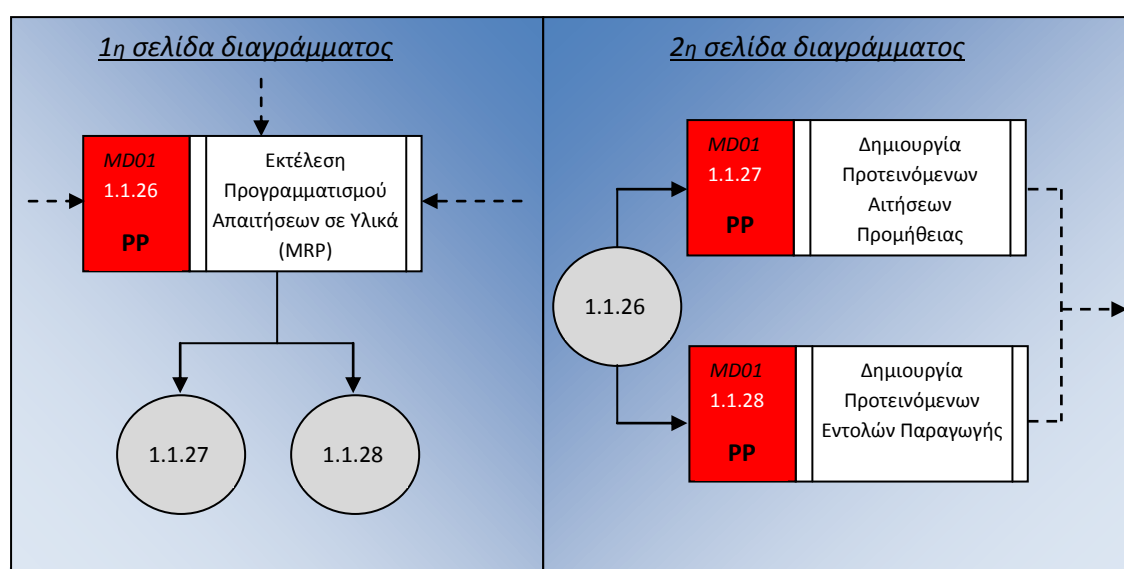 1η σελίδα διαγράμματος
MD01
1.1.26
PP
Εκτέλεση
Προγραμματισμού
Απαιτήσεων σε Υλικά
(MRP)
1.1.27
1.1.28
2η σελίδα διαγράμματος
MD01
1.1.27
PP
Δημιουργία
Προτεινόμενων
Αιτήσεων
Προμήθειας
1.1.26
MD01
1.1.28
PP
Δημιουργία
Προτεινόμενων
Εντολών Παραγωγής